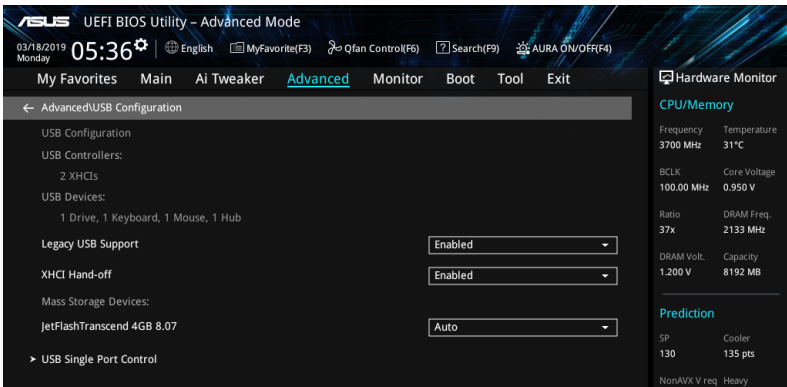 ASUS UEFI BIOS Utility – Advanced Mode
03/18/2019 Monday 05:36 English MyFavorite(F3) Qfan Control(F6) ? Search(F9) AURA ON/OFF(F4)
My Favorites Main Ai Tweaker Advanced Monitor Boot Tool Exit
← Advanced\USB Configuration
USB Configuration
USB Controllers:
2 XHCIs
USB Devices:
1 Drive, 1 Keyboard, 1 Mouse, 1 Hub
Legacy USB Support Enabled
XHCI Hand-off Enabled
Mass Storage Devices:
JetFlashTranscend 4GB 8.07 Auto
> USB Single Port Control
Hardware Monitor
CPU/Memory
Frequency Temperature
3700 MHz 31°C
BCLK Core Voltage
100.00 MHz 0.950 V
Ratio DRAM Freq.
37x 2133 MHz
DRAM Volt. Capacity
1.200 V 8192 MB
Prediction
SP Cooler
130 135 pts
NonAVX V req Heavy